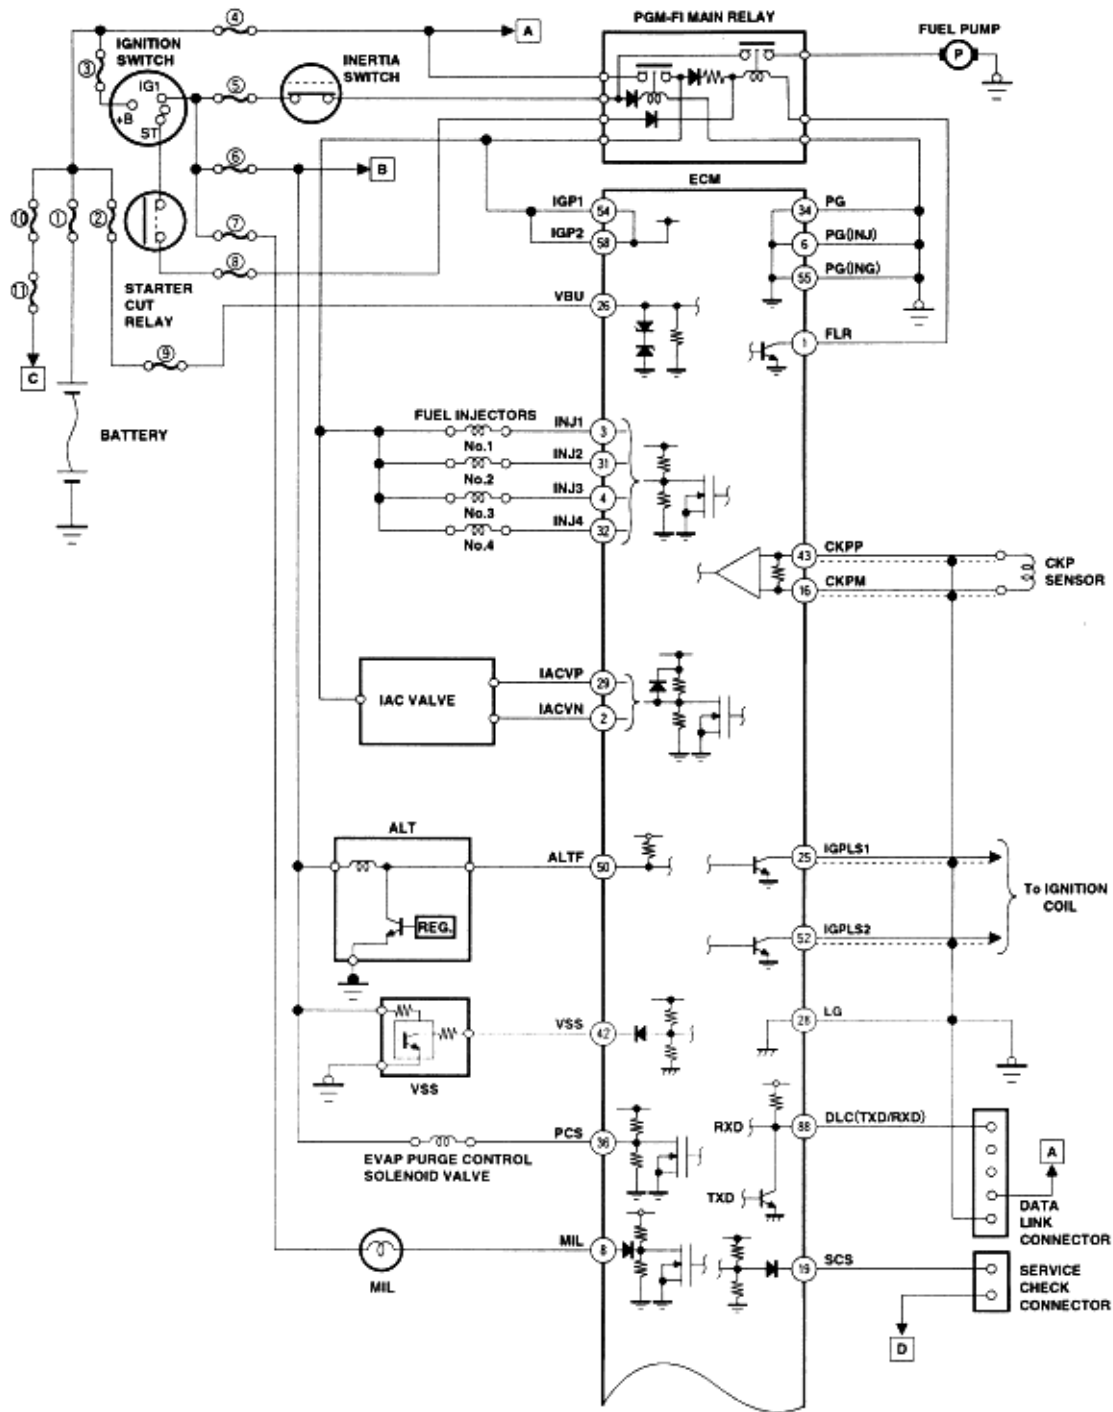 PGM-FI MAIN RELAY
FUEL PUMP
P
④
A
IGNITION
SWITCH
INERTIA
SWITCH
③
IG1
+B
ST
⑤
⑥
B
ECM
⑩
①
②
⑦
⑧
⑪
STARTER
CUT
RELAY
⑨
C
BATTERY
IGP1
54
IGP2
58
VBU
26
34
PG
6
PG(INJ)
55
PG(ING)
1
FLR
FUEL INJECTORS
No.1
INJ1
3
No.2
INJ2
31
No.3
INJ3
4
No.4
INJ4
32
43
CKPP
16
CKPM
CKP
SENSOR
IAC VALVE
IACVP
29
IACVN
2
ALT
REG.
ALTF
50
25
IGPLS1
52
IGPLS2
To IGNITION
COIL
VSS
VSS
42
28
LG
PCS
36
EVAP PURGE CONTROL
SOLENOID VALVE
RXD
88
DLC(TXD/RXD)
TXD
A
DATA
LINK
CONNECTOR
MIL
MIL
8
19
SCS
SERVICE
CHECK
CONNECTOR
D